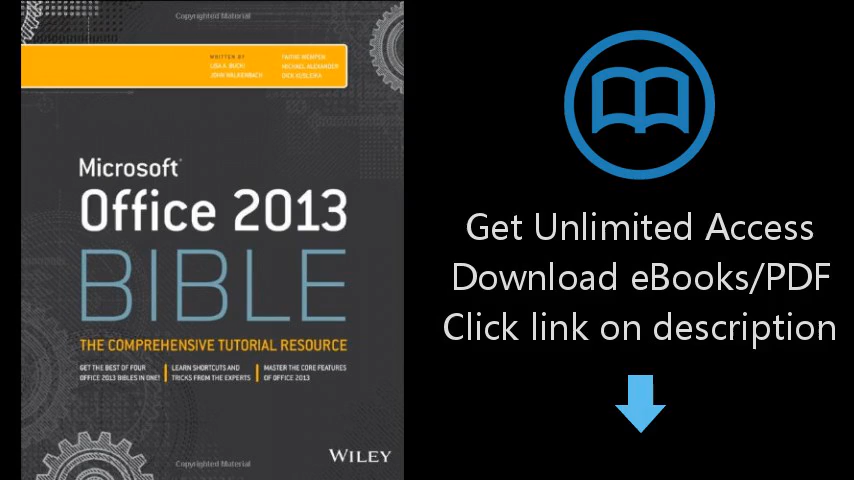 Copyrighted Material
WRITTEN BY
LISA A. BUCKI
JOHN WALKENBACH
FAITHE WEMPEN
MICHAEL ALEXANDER
DICK KUSLEIKA
Microsoft®
Office 2013
BIBLE
THE COMPREHENSIVE TUTORIAL RESOURCE
GET THE BEST OF FOUR
OFFICE 2013 BIBLES IN ONE!
LEARN SHORTCUTS AND
TRICKS FROM THE EXPERTS
MASTER THE CORE FEATURES
OF OFFICE 2013
WILEY
Copyrighted Material
Get Unlimited Access
Download eBooks/PDF
Click link on description